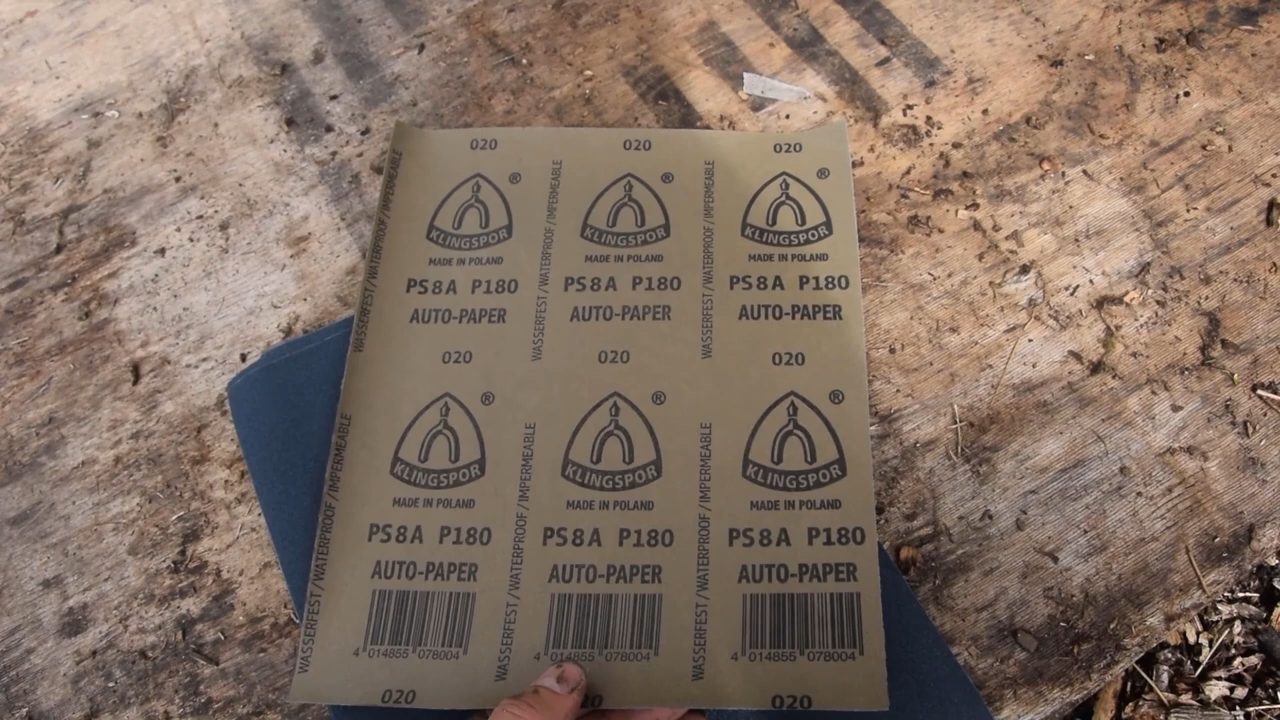 020 020 020
® ® ®
KLINGSPOR KLINGSPOR KLINGSPOR
MADE IN POLAND MADE IN POLAND MADE IN POLAND
PS8A P180 PS8A P180 PS8A P180
AUTO-PAPER AUTO-PAPER AUTO-PAPER
WASSERFEST/WATERPROOF/IMPERMEABLE
WASSERFEST/WATERPROOF/IMPERMEABLE
WASSERFEST/WATERPROOF/IMPERMEABLE
020 020 020
® ® ®
KLINGSPOR KLINGSPOR KLINGSPOR
MADE IN POLAND MADE IN POLAND MADE IN POLAND
PS8A P180 PS8A P180 PS8A P180
AUTO-PAPER AUTO-PAPER AUTO-PAPER
WASSERFEST/WATERPROOF/IMPERMEABLE
WASSERFEST/WATERPROOF/IMPERMEABLE
WASSERFEST/WATERPROOF/IMPERMEABLE
4 014855 078004 4 014855 078004 4 014855 078004
020 020